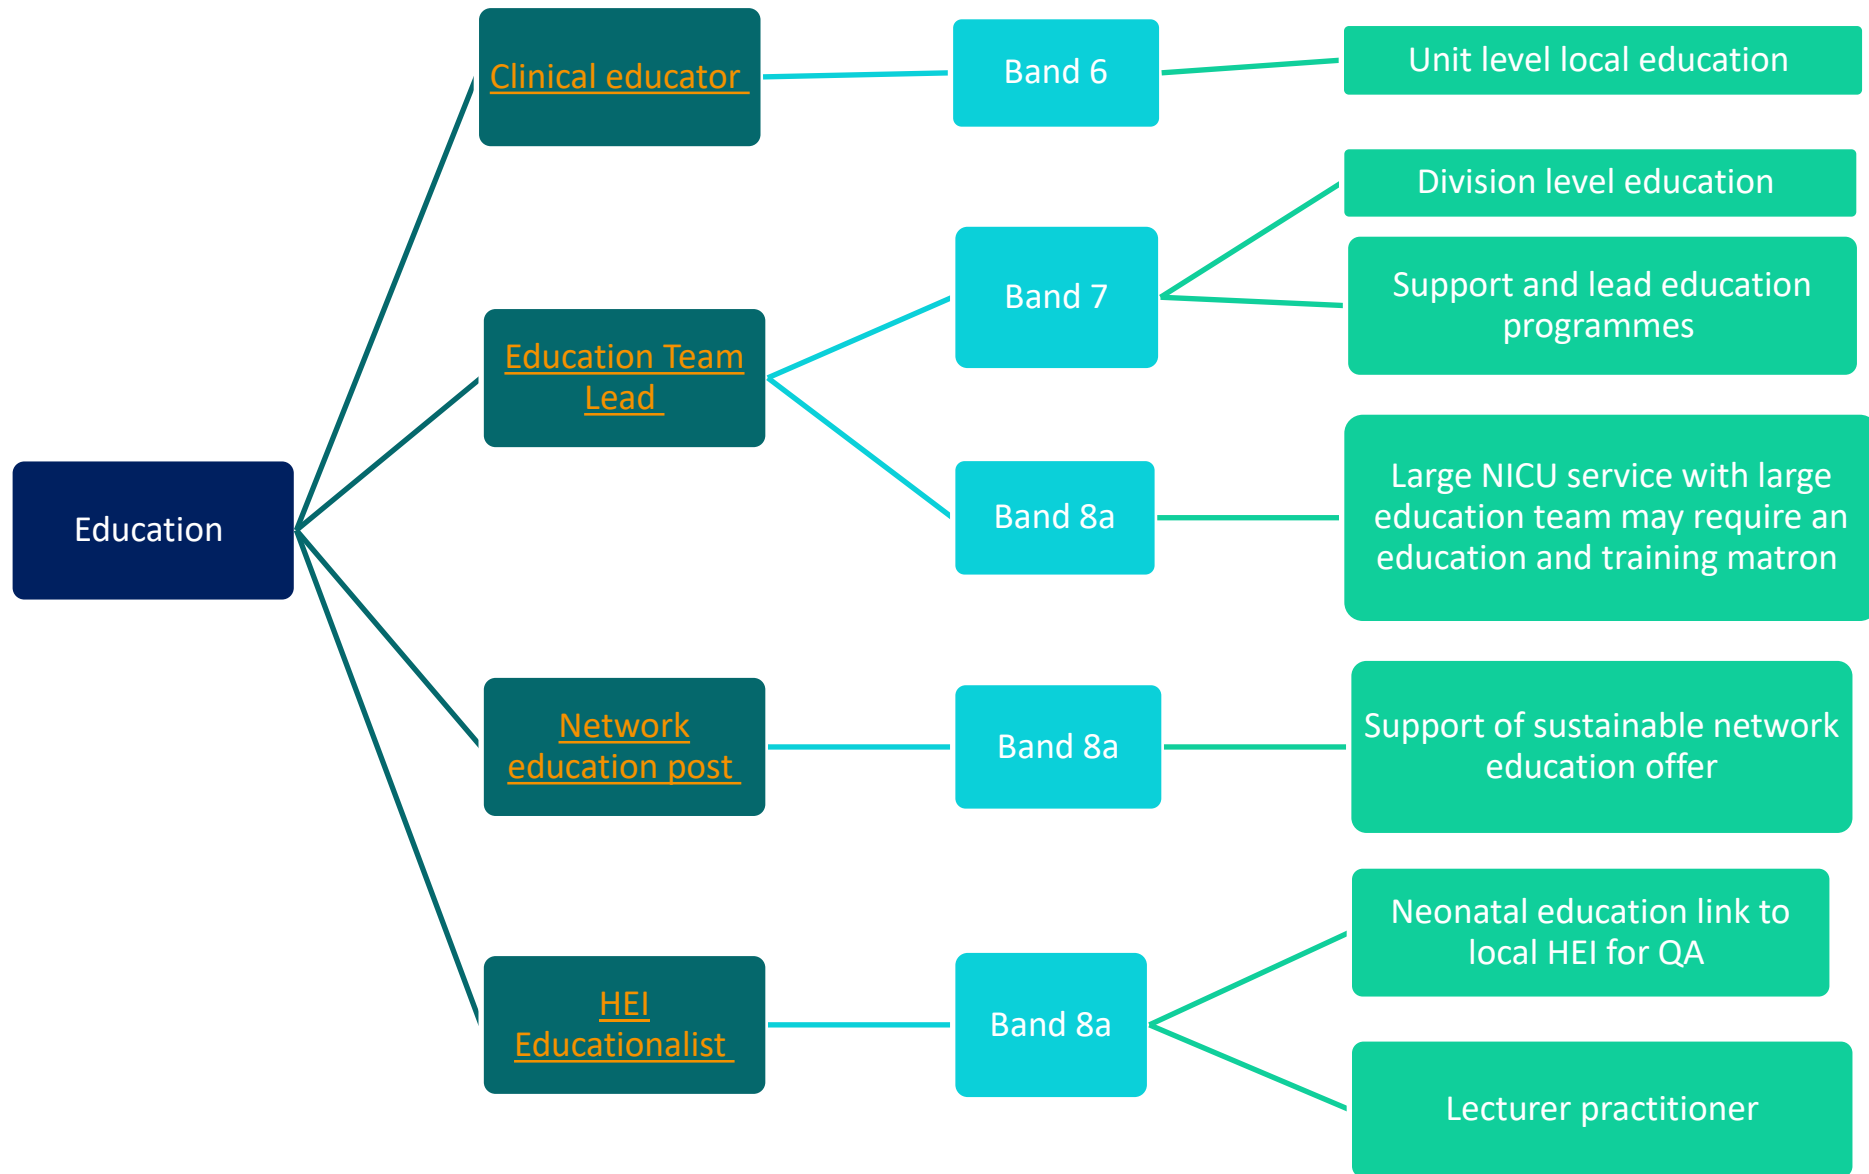 Education
Clinical educator
Band 6
Unit level local education
Education Team
Lead
Band 7
Division level education
Support and lead education
programmes
Band 8a
Large NICU service with large
education team may require an
education and training matron
Network
education post
Band 8a
Support of sustainable network
education offer
HEI
Educationalist
Band 8a
Neonatal education link to
local HEI for QA
Lecturer practitioner